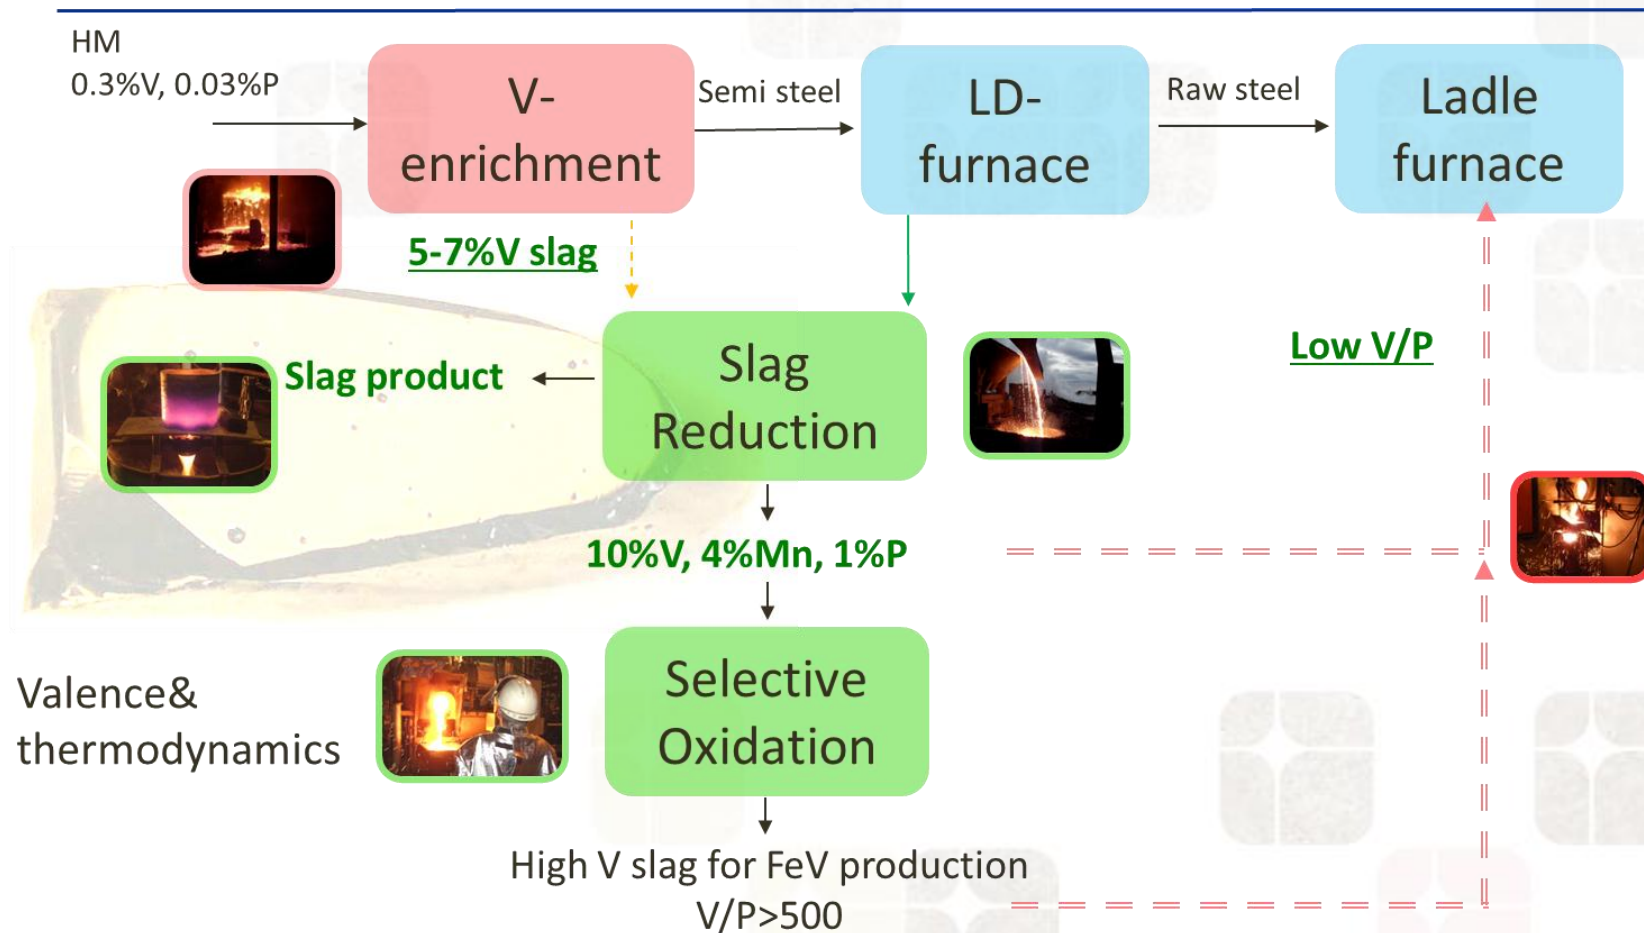 HM
0.3%V, 0.03%P
V-
enrichment
Semi steel
LD-
furnace
Raw steel
Ladle
furnace
5-7%V slag
Slag product
Slag
Reduction
Low V/P
10%V, 4%Mn, 1%P
Valence&
thermodynamics
Selective
Oxidation
High V slag for FeV production
V/P>500